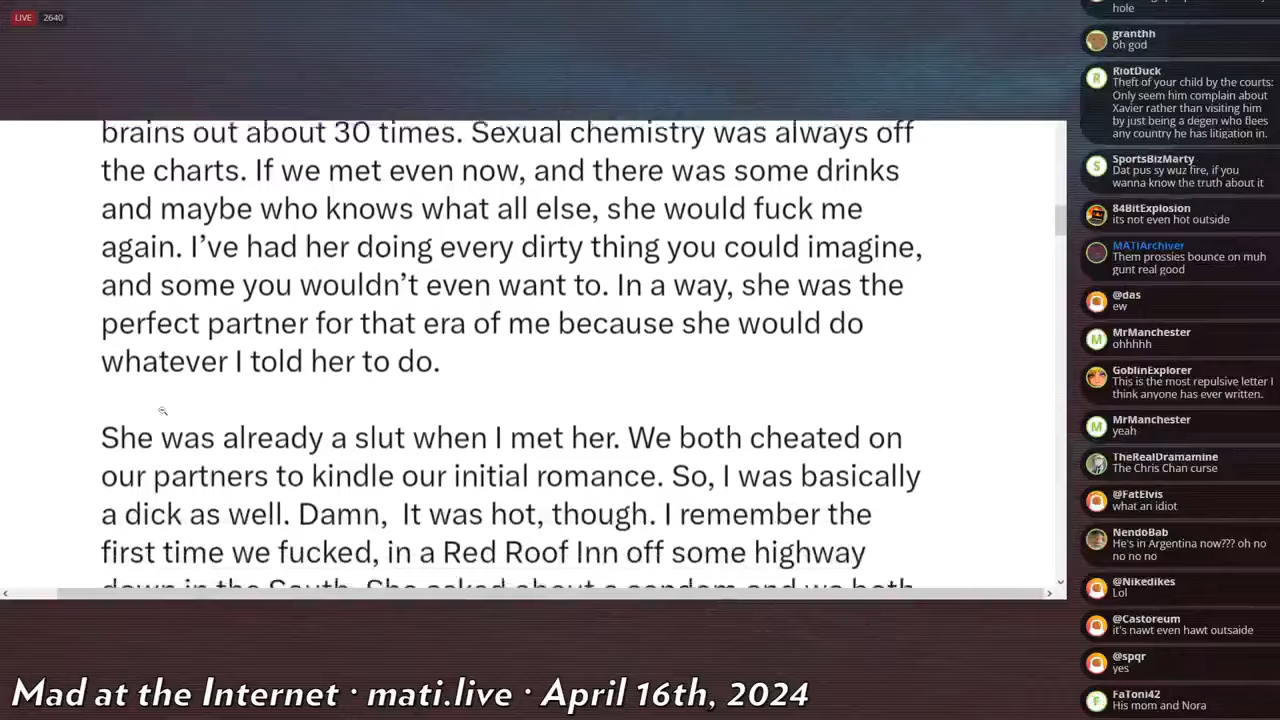 LIVE 2640
brains out about 30 times. Sexual chemistry was always off
the charts. If we met even now, and there was some drinks
and maybe who knows what all else, she would fuck me
again. I’ve had her doing every dirty thing you could imagine,
and some you wouldn’t even want to. In a way, she was the
perfect partner for that era of me because she would do
whatever I told her to do.
She was already a slut when I met her. We both cheated on
our partners to kindle our initial romance. So, I was basically
a dick as well. Damn, It was hot, though. I remember the
first time we fucked, in a Red Roof Inn off some highway
down in the South. She asked about a condom and we both
Mad at the Internet · mati.live · April 16th, 2024
hole
granthh
oh god
R
RiotDuck
Theft of your child by the courts:
Only seem him complain about
Xavier rather than visiting him
by just being a degen who flees
any country he has litigation in.
S
SportsBizMarty
Dat pus sy wuz fire, if you
wanna know the truth about it
84BitExplosion
its not even hot outside
MATIArchiver
Them prossies bounce on muh
gunt real good
@das
ew
M
MrManchester
ohhhhh
GoblinExplorer
This is the most repulsive letter I
think anyone has ever written.
M
MrManchester
yeah
TheRealDramamine
The Chris Chan curse
@FatElvis
what an idiot
NendoBab
He's in Argentina now??? oh no
no no no
@Nikedikes
Lol
@Castoreum
it's nawt even hawt outsaide
@spqr
yes
F
FaToni42
His mom and Nora